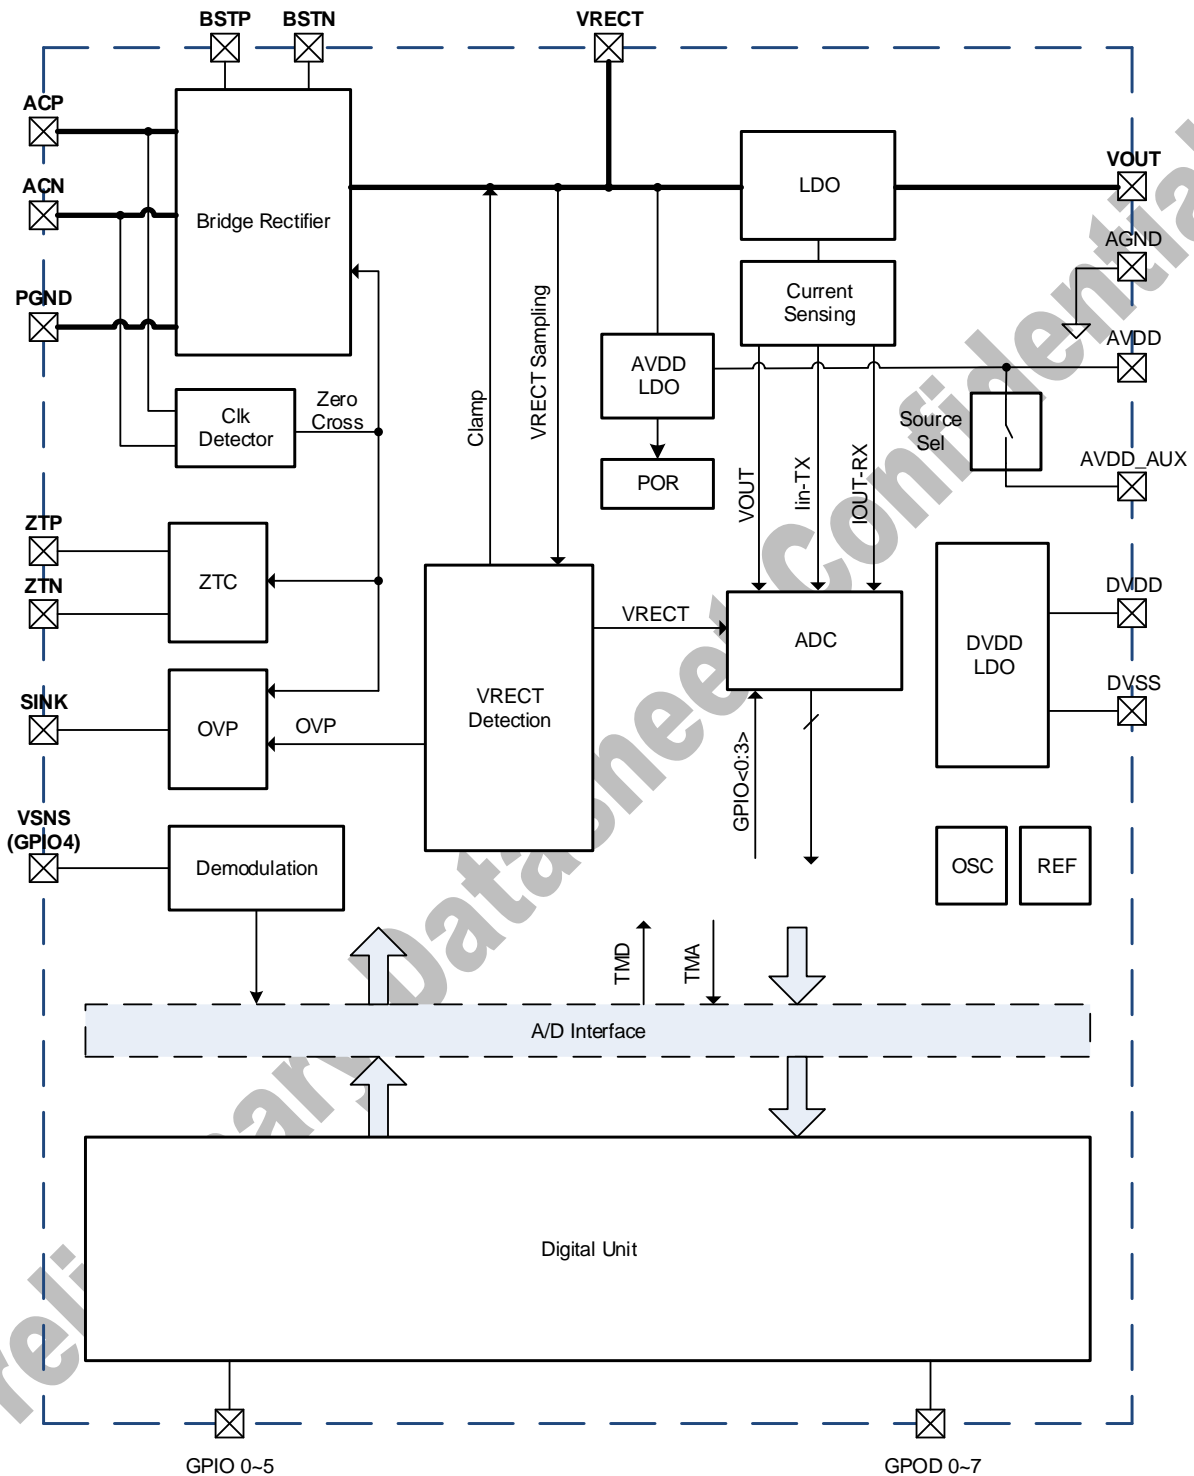 BSTP BSTN VRECT
ACP
ACN
PGND
Bridge Rectifier
LDO
VOUT
AGND
AVDD
AVDD_AUX
Current
Sensing
AVDD
LDO
POR
Source
Sel
Clk
Detector
Zero
Cross
Clamp
VRECT Sampling
VOUT
Iin-TX
IOUT-RX
ZTP
ZTN
ZTC
SINK
OVP
OVP
VRECT
Detection
VRECT
ADC
GPIO<0:3>
DVDD
LDO
DVDD
DVSS
VSNS
(GPIO4)
Demodulation
OSC
REF
TMD
TMA
A/D Interface
Digital Unit
GPIO 0~5
GPOD 0~7
Datasheet Confidential